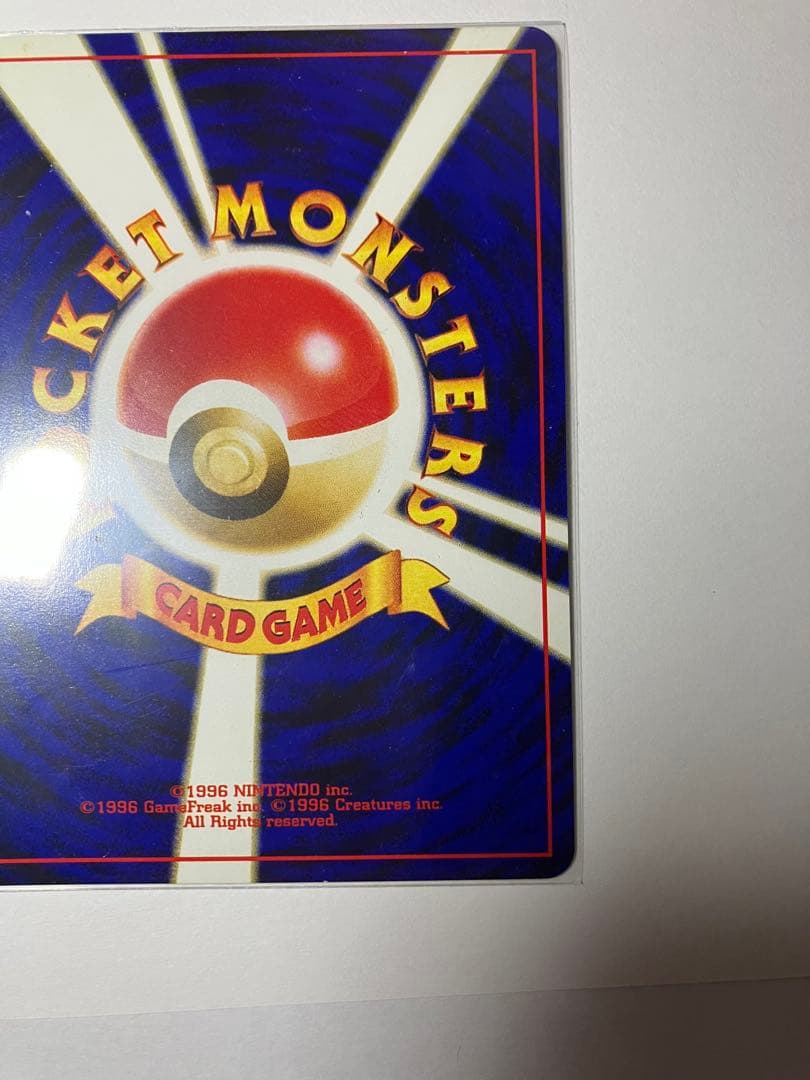 CKET MONSTERS
CARD GAME
©1996 NINTENDO inc.
©1996 GameFreak inc. ©1996 Creatures inc.
All Rights reserved.